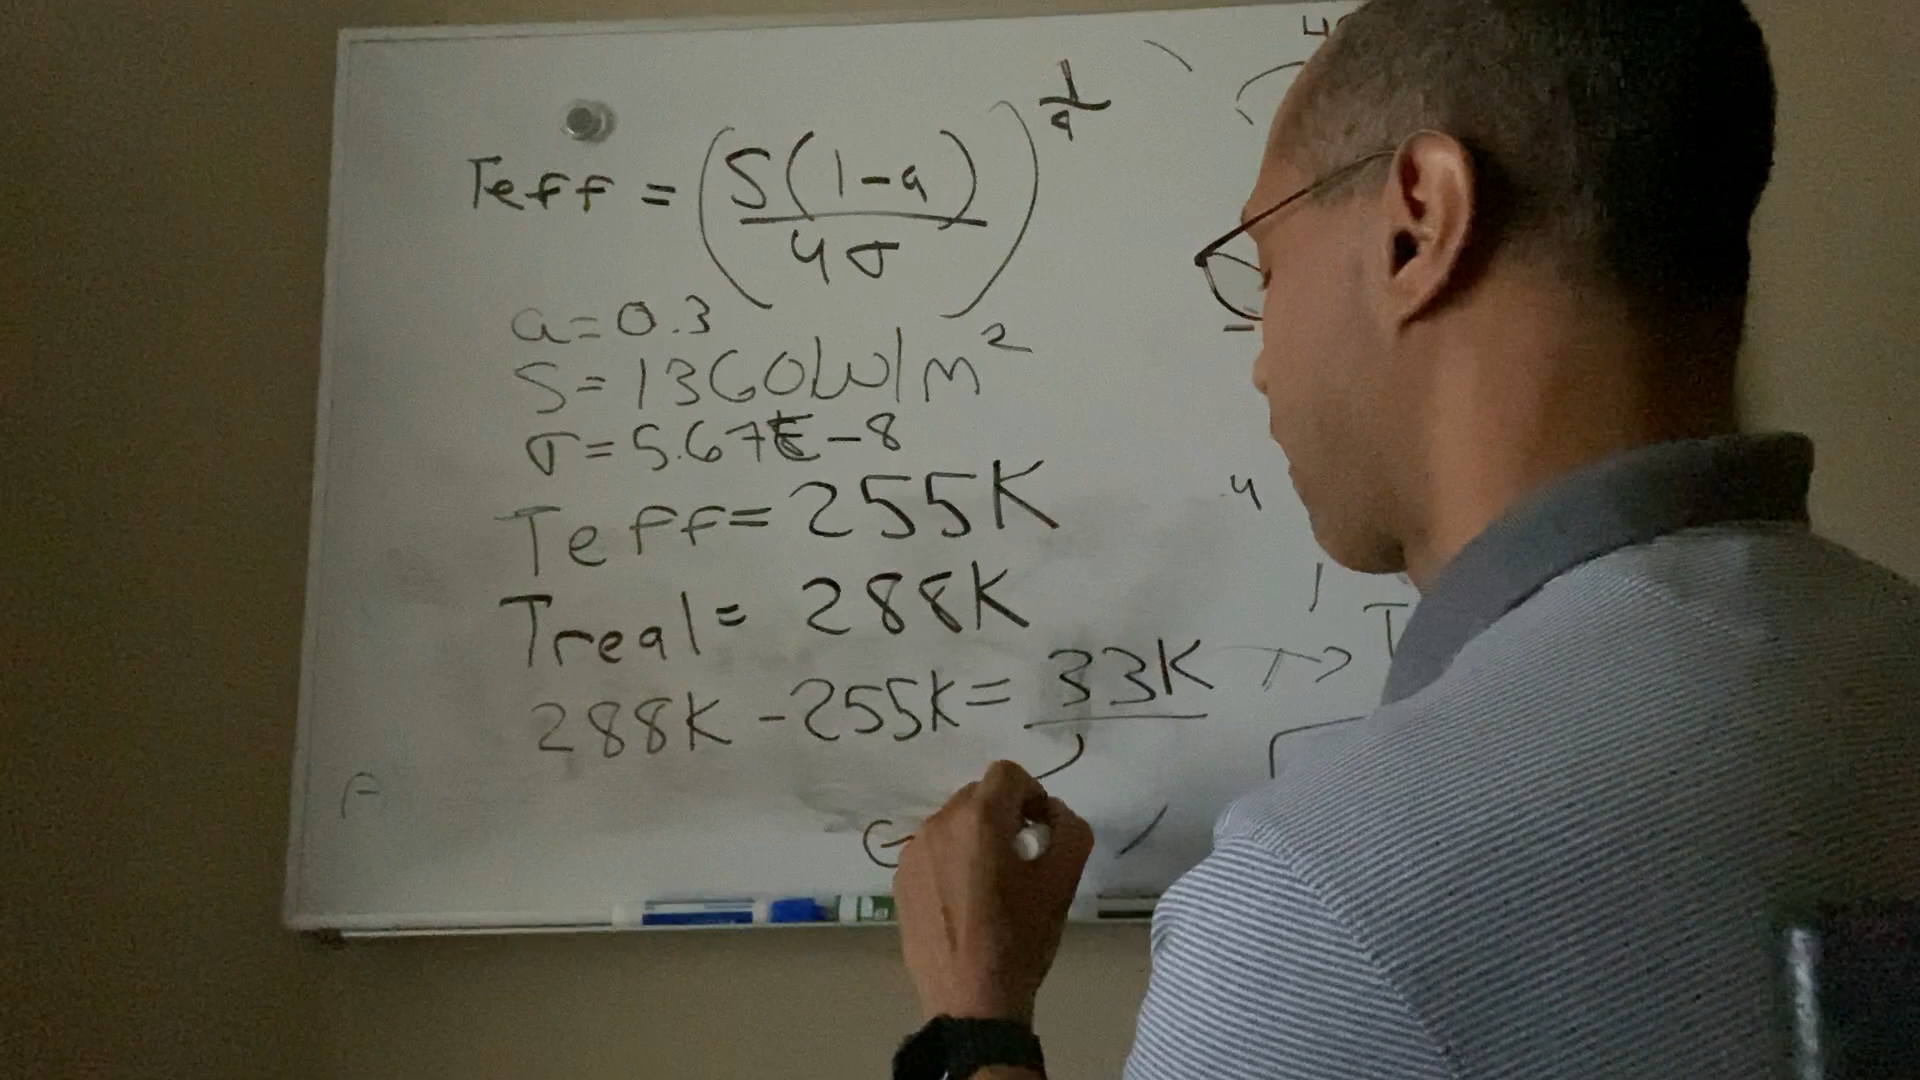 Teff = (S(1-a)/4σ)^1/4
a=0.3
S=1360W/m²
σ=5.67E-8
Teff=255K
Treal=288K
288K-255K=33K
G
4
T